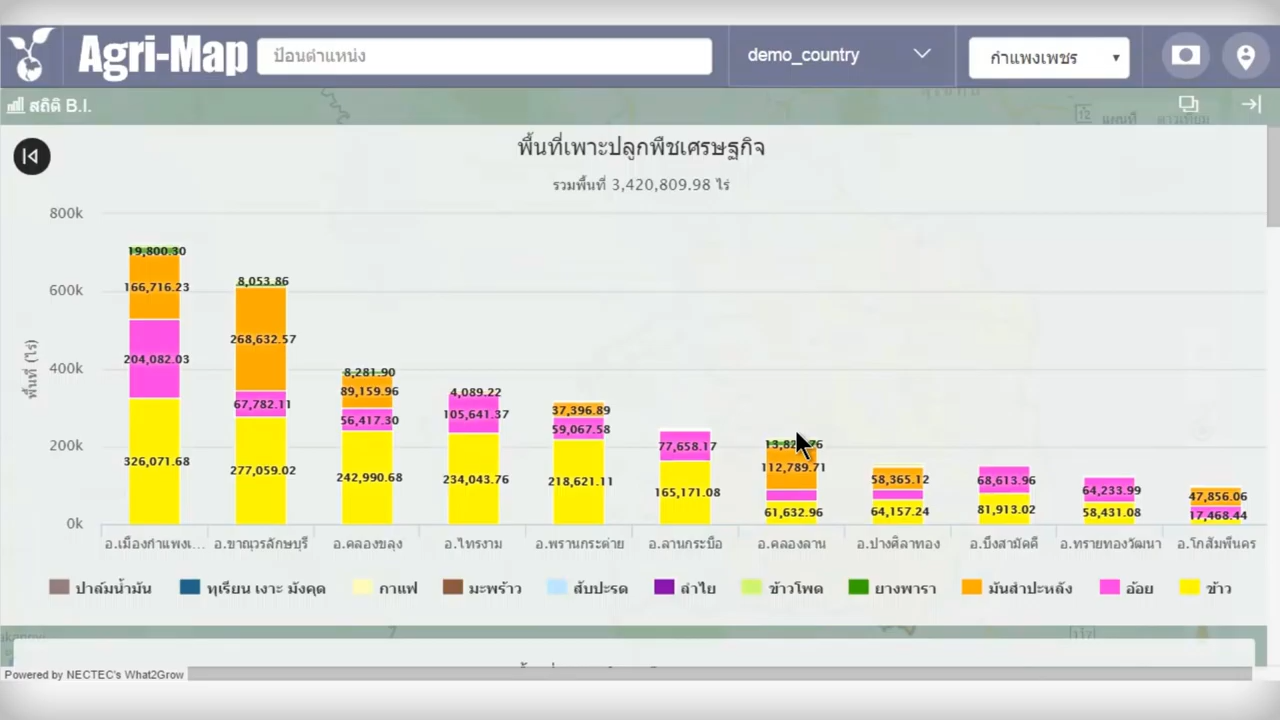 Agri-Map
ป้อนตำแหน่ง
demo_country
กำแพงเพชร
สถิติ B.I.
พื้นที่เพาะปลูกพืชเศรษฐกิจ
รวมพื้นที่ 3,420,809.98 ไร่
พื้นที่ (ไร่)
800k
600k
400k
200k
0k
19,800.30
166,716.23
204,082.03
326,071.68
8,053.86
268,632.57
67,782.11
277,059.02
8,281.90
89,159.96
56,417.30
242,990.68
4,089.22
105,641.37
234,043.76
37,396.89
59,067.58
218,621.11
77,658.17
165,171.08
112,789.71
61,632.96
58,365.12
64,157.24
68,613.96
81,913.02
64,233.99
58,431.08
47,856.06
17,468.44
อ.เมืองกำแพงเ... อ.ขาณุวรลักษบุรี อ.คลองขลุง อ.ไทรงาม อ.พรานกระต่าย อ.ลานกระบือ อ.คลองลาน อ.ปางศิลาทอง อ.บึงสามัคคี อ.ทรายทองวัฒนา อ.โกสัมพีนคร
ปาล์มน้ำมัน ทุเรียน เงาะ มังคุด กาแฟ มะพร้าว สับปะรด ลำไย ข้าวโพด ยางพารา มันสำปะหลัง อ้อย ข้าว
Powered by NECTEC's What2Grow